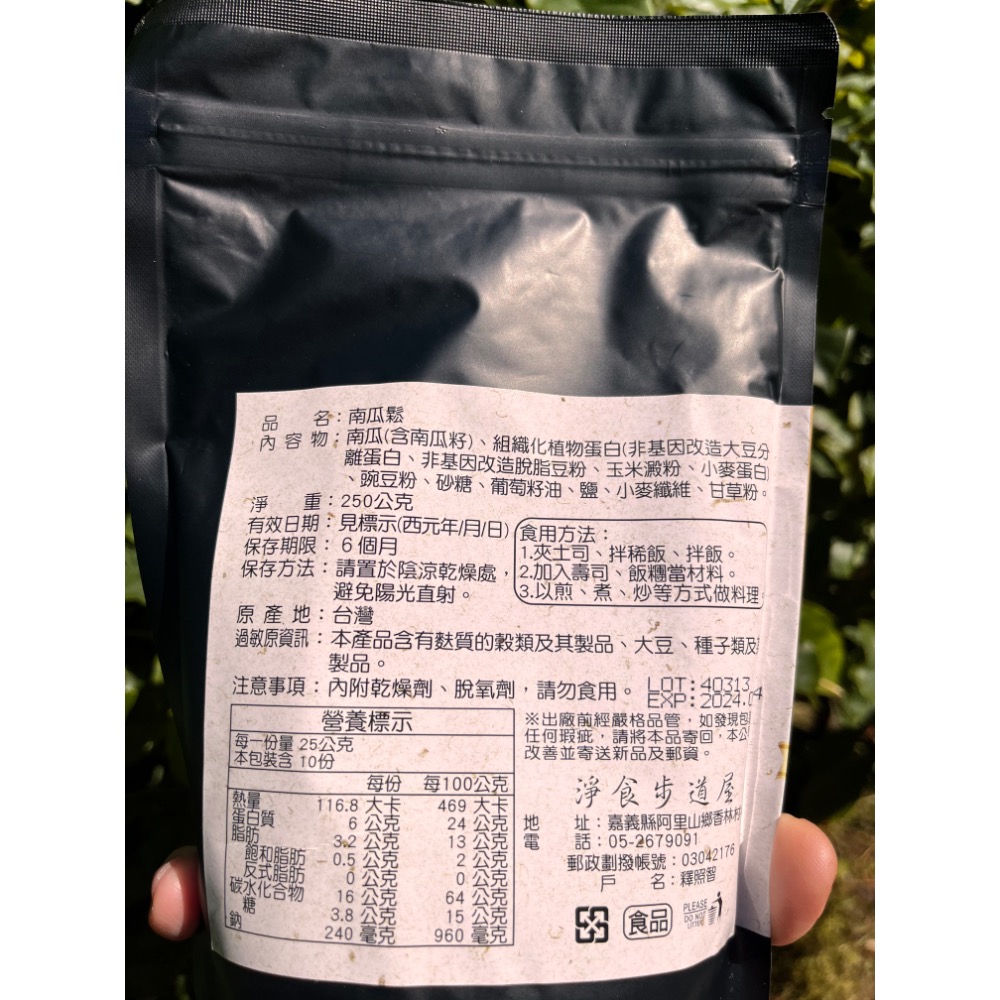 品 名：南瓜鬆
內 容 物：南瓜(含南瓜籽)、組織化植物蛋白(非基因改造大豆分
離蛋白、非基因改造脫脂豆粉、玉米澱粉、小麥蛋白)
、豌豆粉、砂糖、葡萄籽油、鹽、小麥纖維、甘草粉。
淨 重：250公克
有效日期：見標示(西元年/月/日)
保存期限：6個月
保存方法：請置於陰涼乾燥處，
避免陽光直射。
食用方法：
1.夾土司、拌稀飯、拌飯。
2.加入壽司、飯糰當材料。
3.以煎、煮、炒等方式做料理
原 產 地：台灣
過敏原資訊：本產品含有麩質的穀類及其製品、大豆、種子類及
製品。
注意事項：內附乾燥劑、脫氧劑，請勿食用。
LOT:40313
EXP:2024.
營養標示
每一份量 25公克
本包裝含 10份
每份 每100公克
熱量 116.8 大卡 469 大卡
蛋白質 6 公克 24 公克
脂肪 3.2 公克 13 公克
飽和脂肪 0.5 公克 2 公克
反式脂肪 0 公克 0 公克
碳水化合物 16 公克 64 公克
糖 3.8 公克 15 公克
鈉 240 毫克 960 毫克
※出廠前經嚴格品管，如發現包
任何瑕疵，請將本品寄回，本公
改善並寄送新品及郵資。
淨食步道屋
地 址：嘉義縣阿里山鄉香林村
電 話：05-2679091
郵政劃撥帳號：03042176
戶 名：釋照智
食品
PLEASE
DO NOT
LITTER